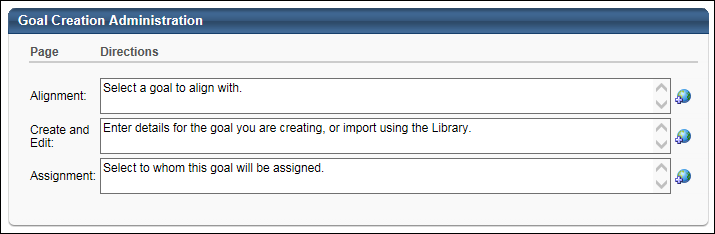 Goal Creation Administration
Page Directions
Alignment: Select a goal to align with.
Create and
Edit: Enter details for the goal you are creating, or import using the Library.
Assignment: Select to whom this goal will be assigned.